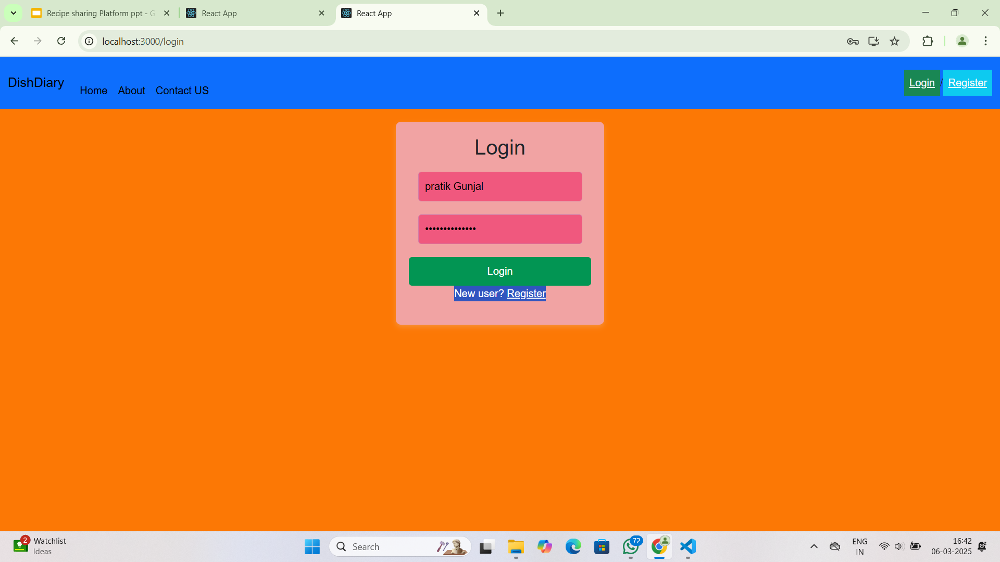 Recipe sharing Platform ppt - G
React App
React App
localhost:3000/login
DishDiary
Home
About
Contact US
Login / Register
Login
pratik Gunjal
••••••••••••••
Login
New user? Register
2
Watchlist
Ideas
Search
72
ENG
IN
16:42
06-03-2025